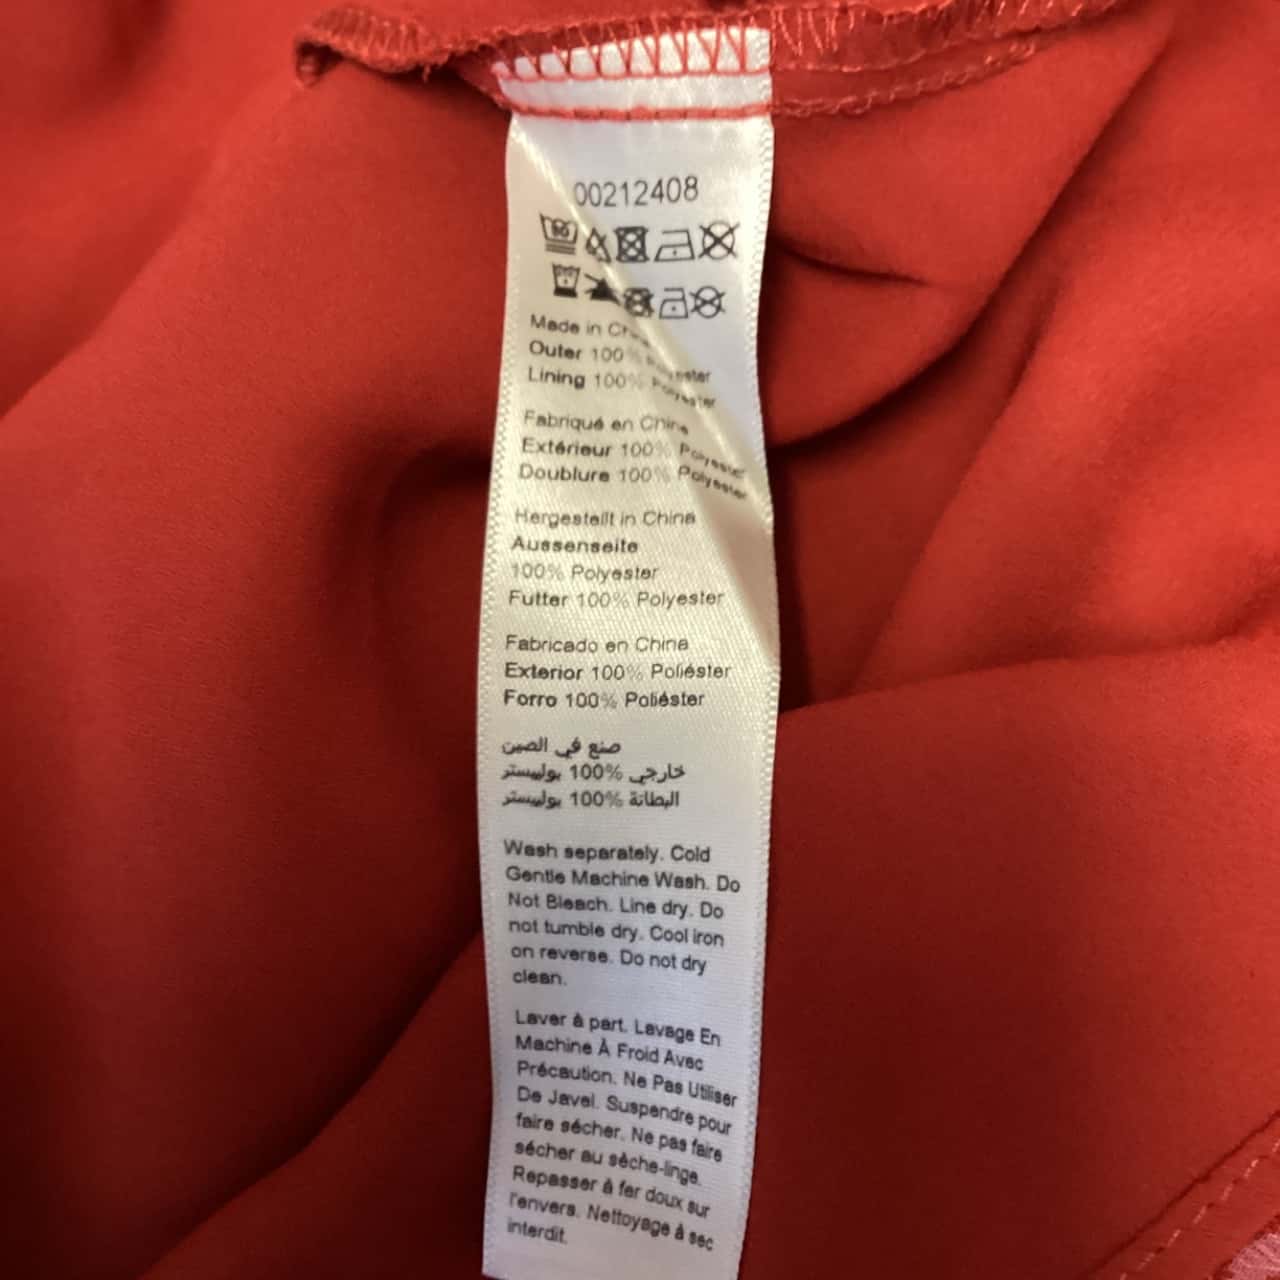 00212408
Made in
Outer 100% Polyester
Lining 100% Polyester
Fabriqué en China
Extérieur 100% Polyester
Doublure 100% Polyester
Hergestellt in China
Aussenseite
100% Polyester
Futter 100% Polyester
Fabricado en China
Exterior 100% Poliéster
Forro 100% Poliéster
صنع في الصين
خارجي 100% بوليستر
البطانة 100% بوليستر
Wash separately. Cold
Gentle Machine Wash. Do
Not Bleach. Line dry. Do
not tumble dry. Cool iron
on reverse. Do not dry
clean.
Laver à part. Lavage En
Machine À Froid Avec
Précaution. Ne Pas Utiliser
De Javel. Suspendre pour
faire sécher. Ne pas faire
sécher au sèche-linge.
Repasser à fer doux sur
l'envers. Nettoyage à sec
interdit.